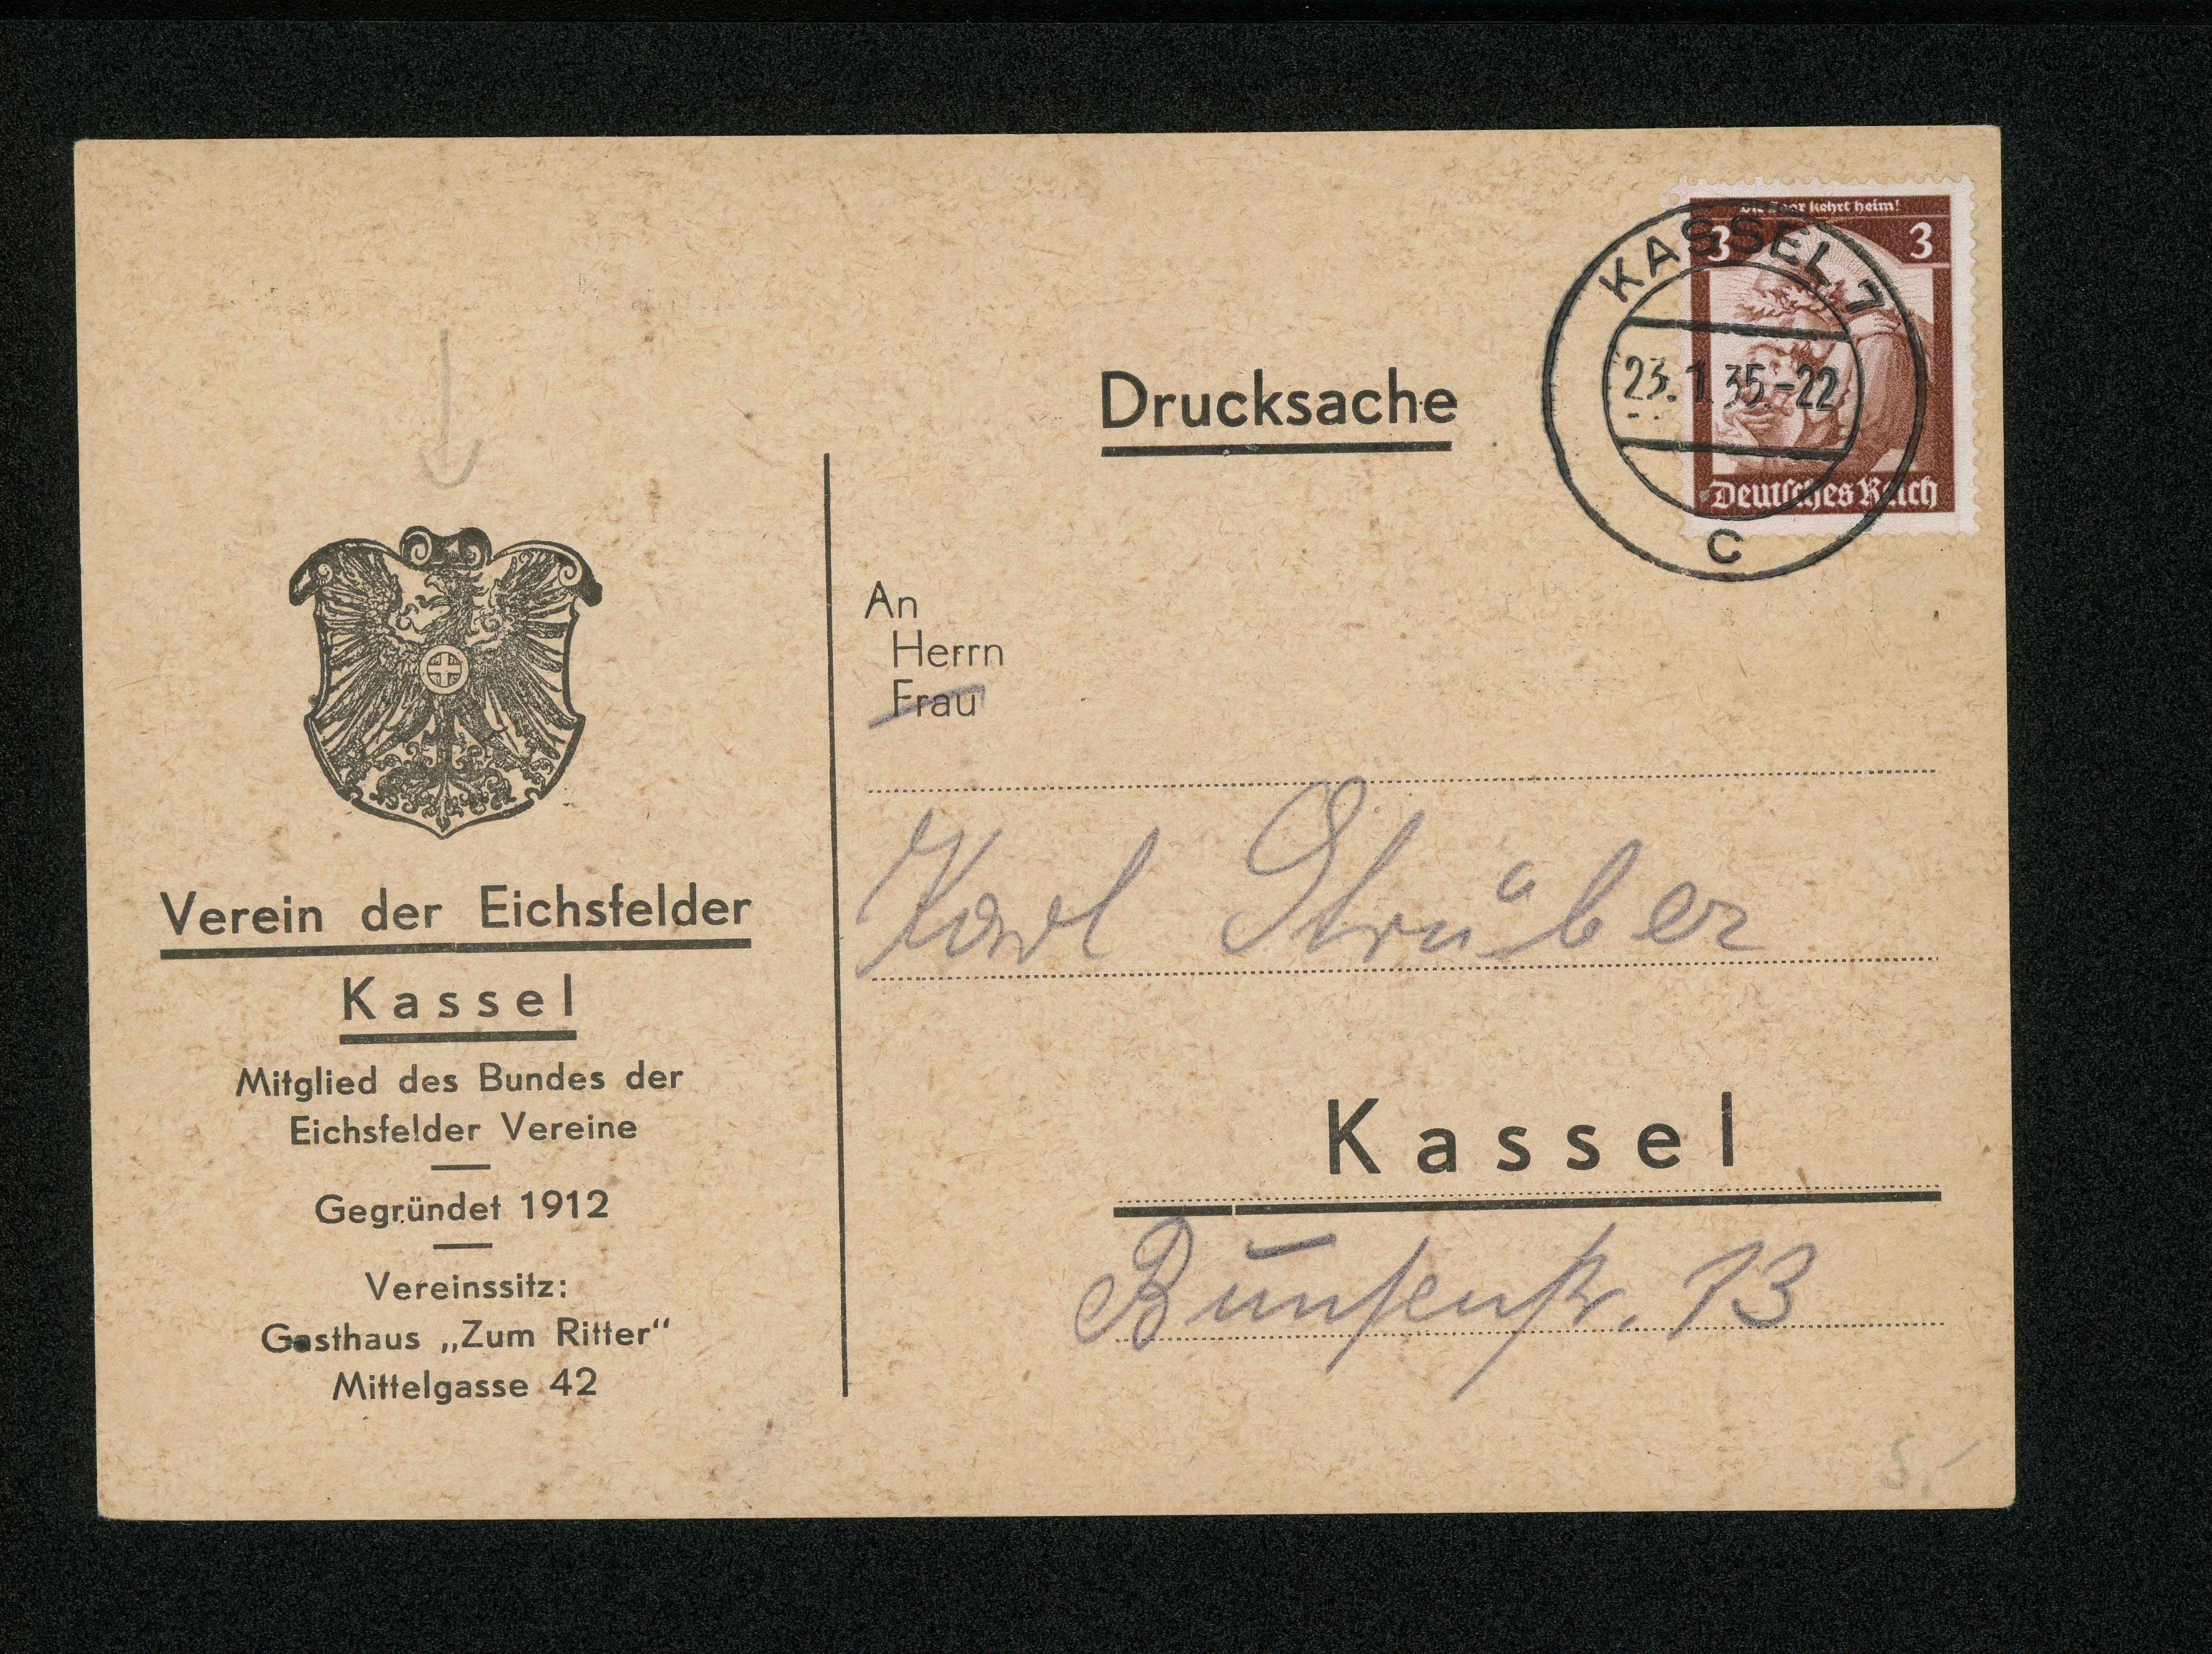 Die Saar kehrt heim!
3 3
Deutsches Reich
KASSEL 7
23.1.35.-22
c
Drucksache
An
Herrn
Frau
Karl Strüber
Kassel
Bunsenstr. 13
Verein der Eichsfelder
Kassel
Mitglied des Bundes der
Eichsfelder Vereine
Gegründet 1912
Vereinssitz:
Gasthaus „Zum Ritter“
Mittelgasse 42
5.-